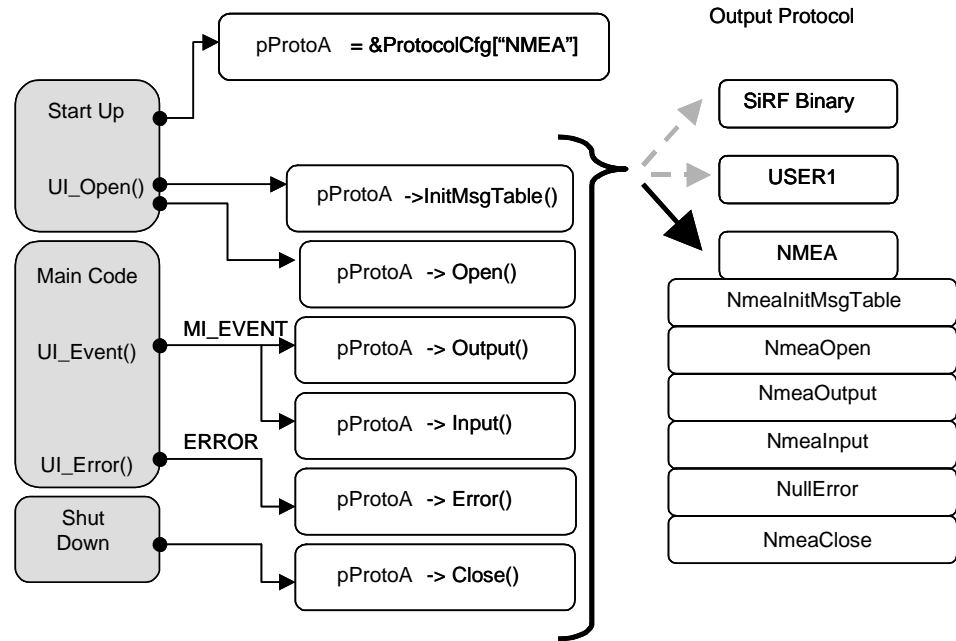 Output Protocol
pProtoA = &ProtocolCfg["NMEA"]
Start Up
UI_Open()
pProtoA ->InitMsgTable()
pProtoA -> Open()
Main Code
UI_Event()
MI_EVENT
pProtoA -> Output()
pProtoA -> Input()
UI_Error()
ERROR
pProtoA -> Error()
Shut
Down
pProtoA -> Close()
SiRF Binary
USER1
NMEA
NmeaInitMsgTable
NmeaOpen
NmeaOutput
NmeaInput
NullError
NmeaClose